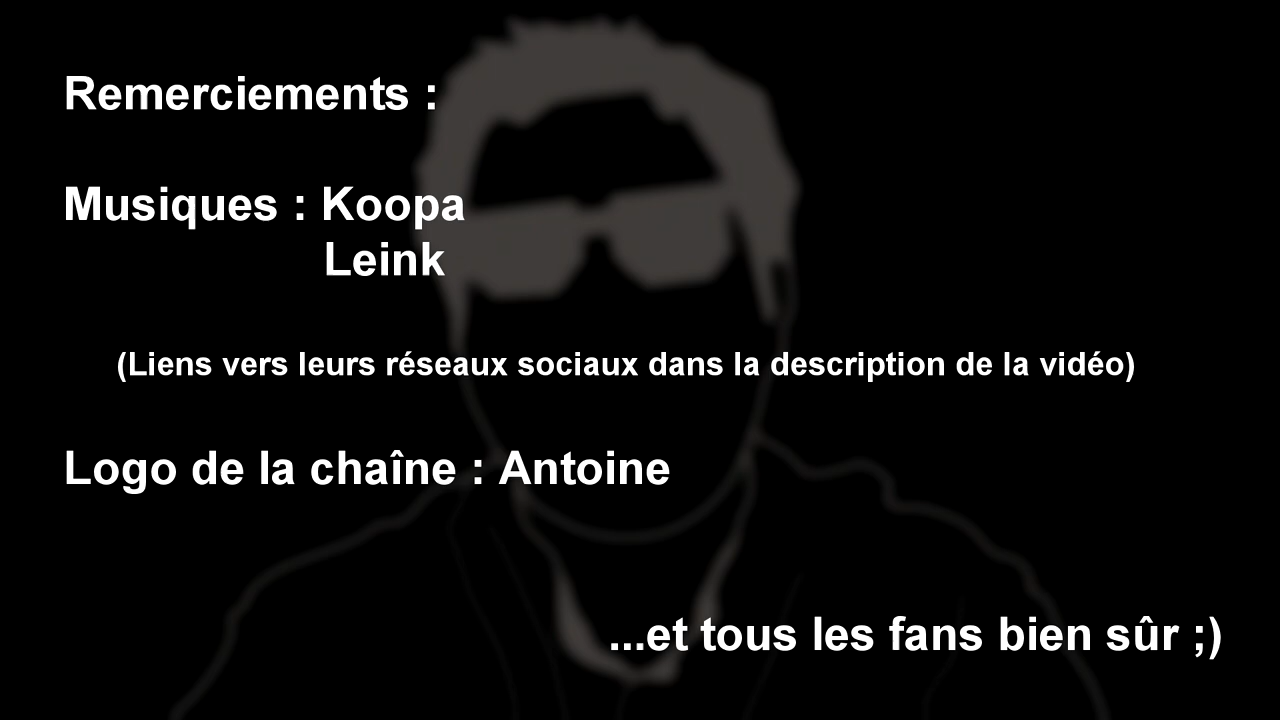 Remerciements :
Musiques : Koopa
Leink
(Liens vers leurs réseaux sociaux dans la description de la vidéo)
Logo de la chaîne : Antoine
...et tous les fans bien sûr ;)